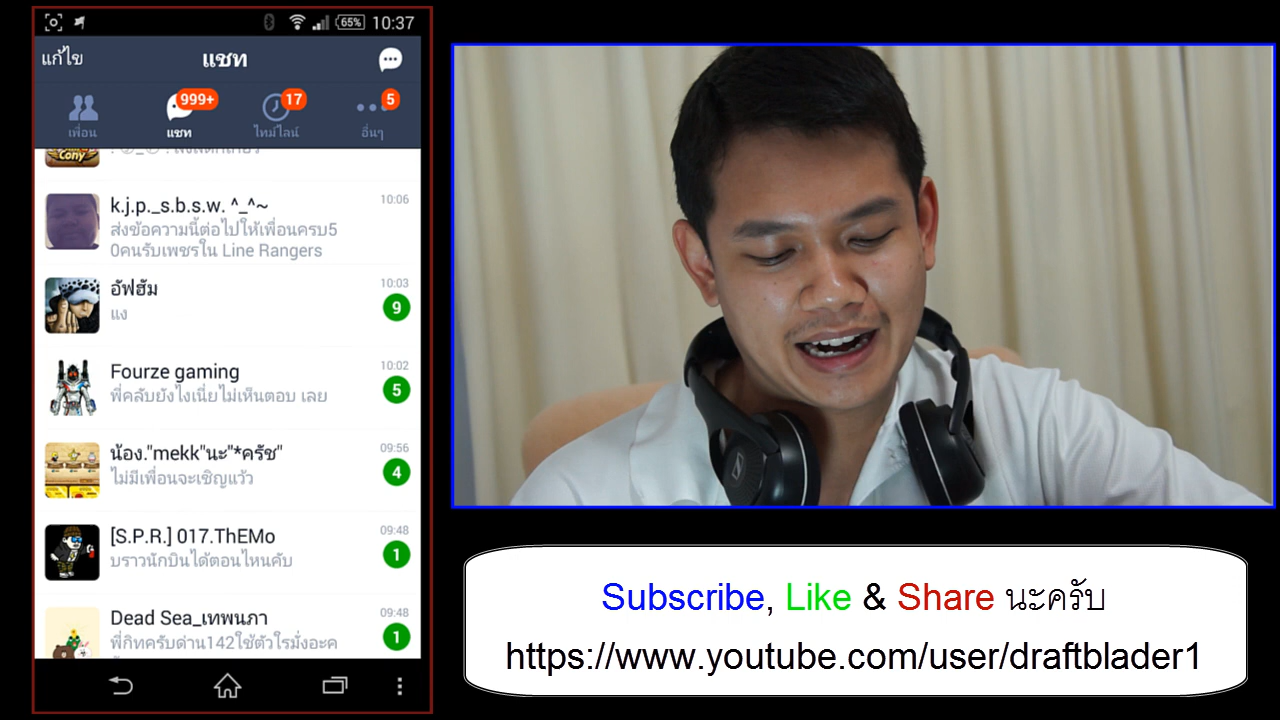 65% 10:37
แก้ไข แชท
999+ 17 5
เพื่อน แชท ไทม์ไลน์ อื่นๆ
Cony
k.j.p._s.b.s.w. ^_^~ 10:06
ส่งข้อความนี้ต่อไปให้เพื่อนครบ5
0คนรับเพชรใน Line Rangers
อัฟฮัม 10:03
แง 9
Fourze gaming 10:02
พี่คลับยังไงเนี่ยไม่เห็นตอบ เลย 5
น้อง."mekk"นะ"*ครัช" 09:56
ไม่มีเพื่อนจะเชิญแว้ว 4
[S.P.R.] 017.ThEMo 09:48
บราวนักบินได้ตอนไหนคับ 1
Dead Sea_เทพนภา 09:48
พี่กิทครับด่าน142ใช้ตัวไรมั่งอะค 1
Subscribe, Like & Share นะครับ
https://www.youtube.com/user/draftblader1